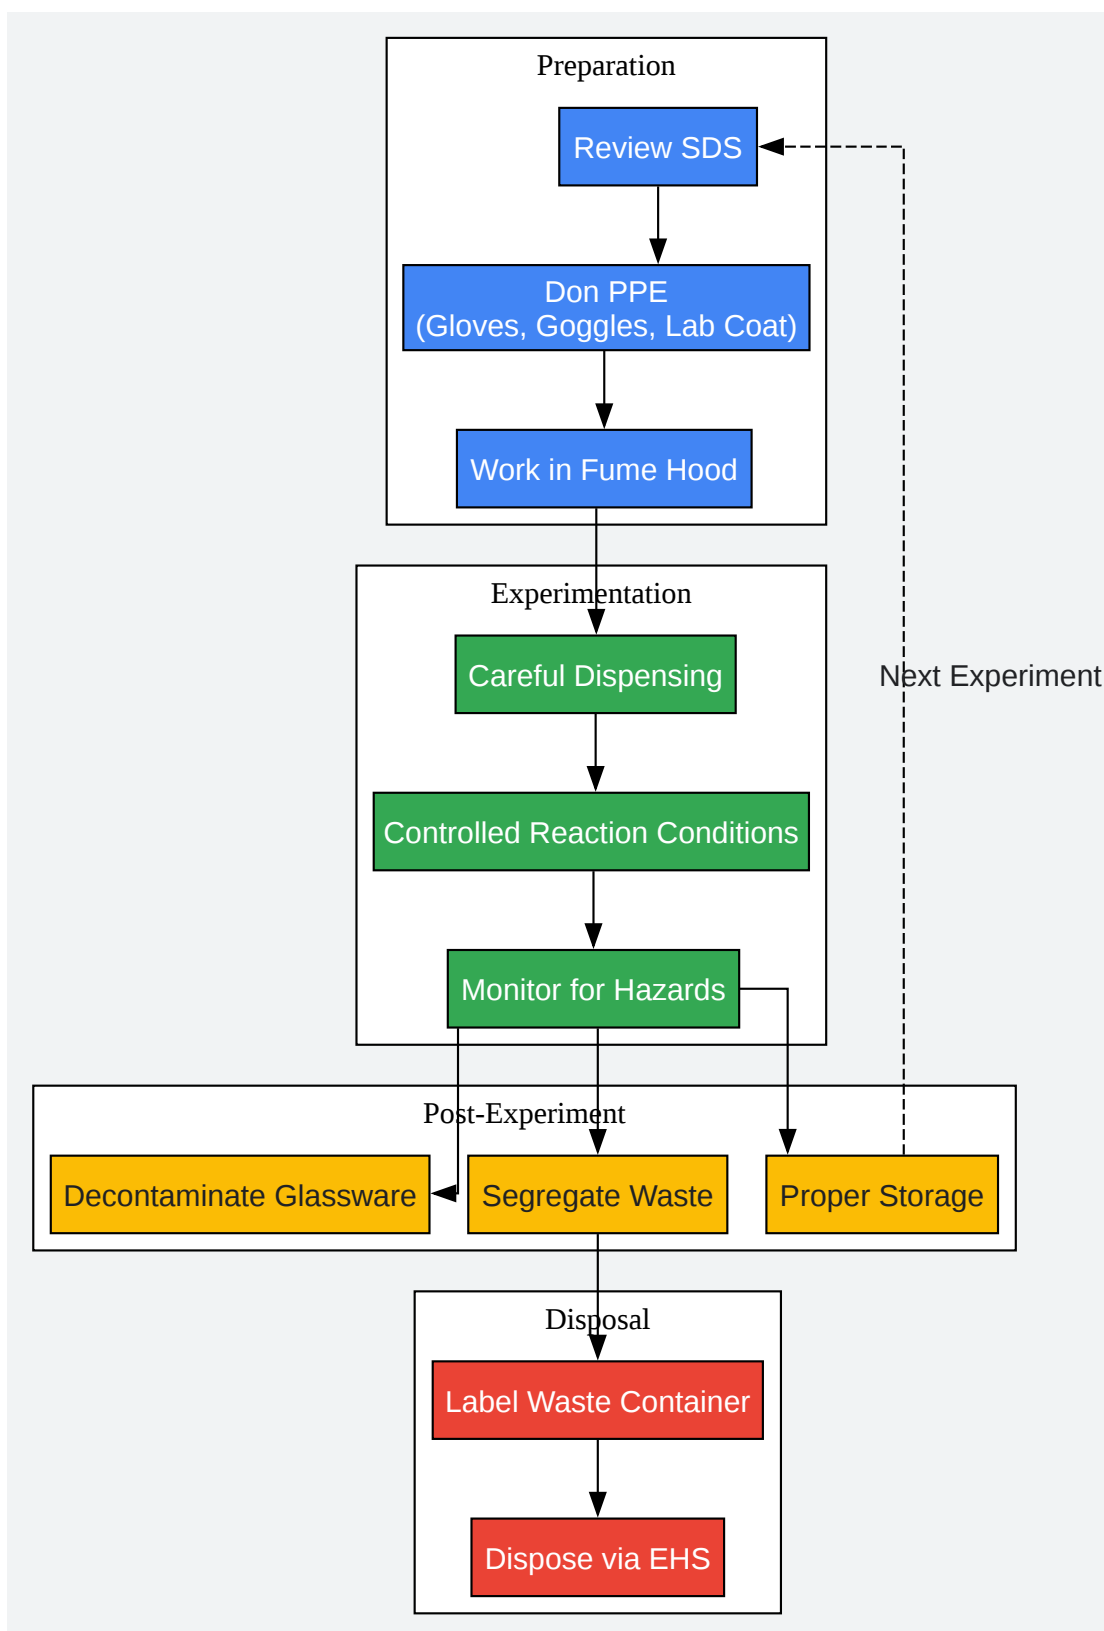 Preparation
Review SDS
Don PPE
(Gloves, Goggles, Lab Coat)
Work in Fume Hood
Experimentation
Careful Dispensing
Next Experiment
Controlled Reaction Conditions
Monitor for Hazards
Post-Experiment
Decontaminate Glassware
Segregate Waste
Proper Storage
Disposal
Label Waste Container
Dispose via EHS